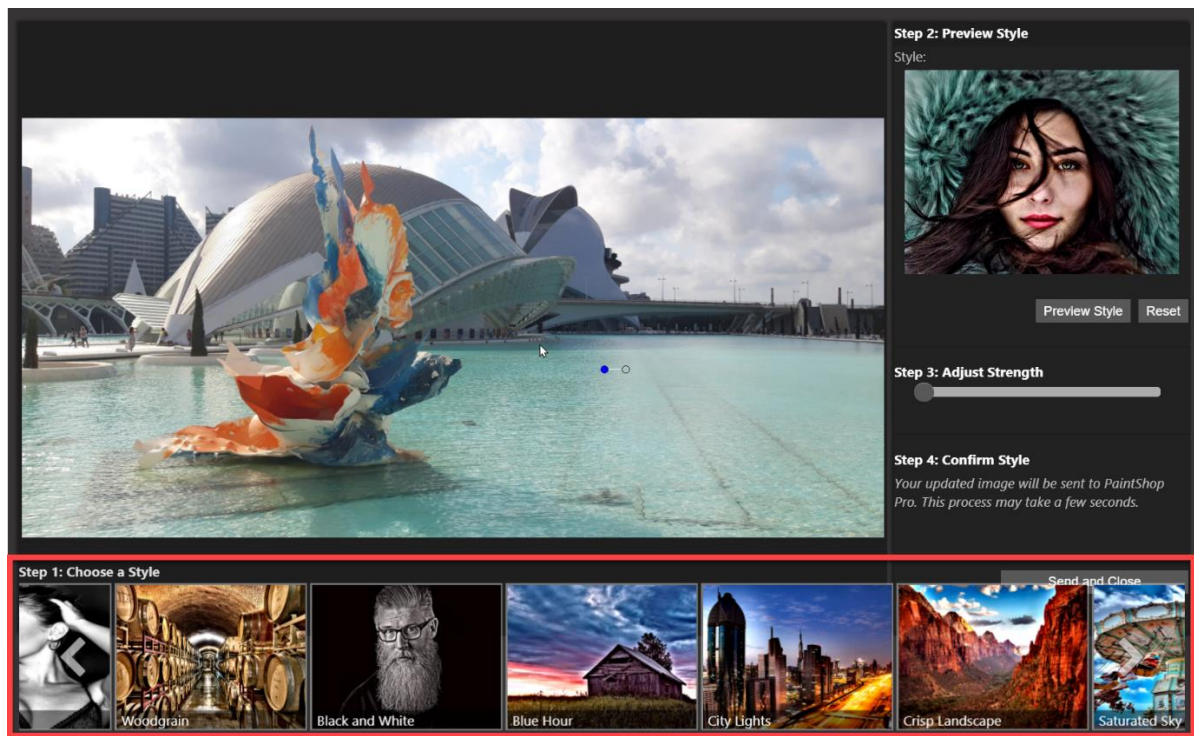 Step 2: Preview Style
Style:
Preview Style
Reset
Step 3: Adjust Strength
Step 4: Confirm Style
Your updated image will be sent to PaintShop
Pro. This process may take a few seconds.
Send and Close
Step 1: Choose a Style
Woodgrain
Black and White
Blue Hour
City Lights
Crisp Landscape
Saturated Sky